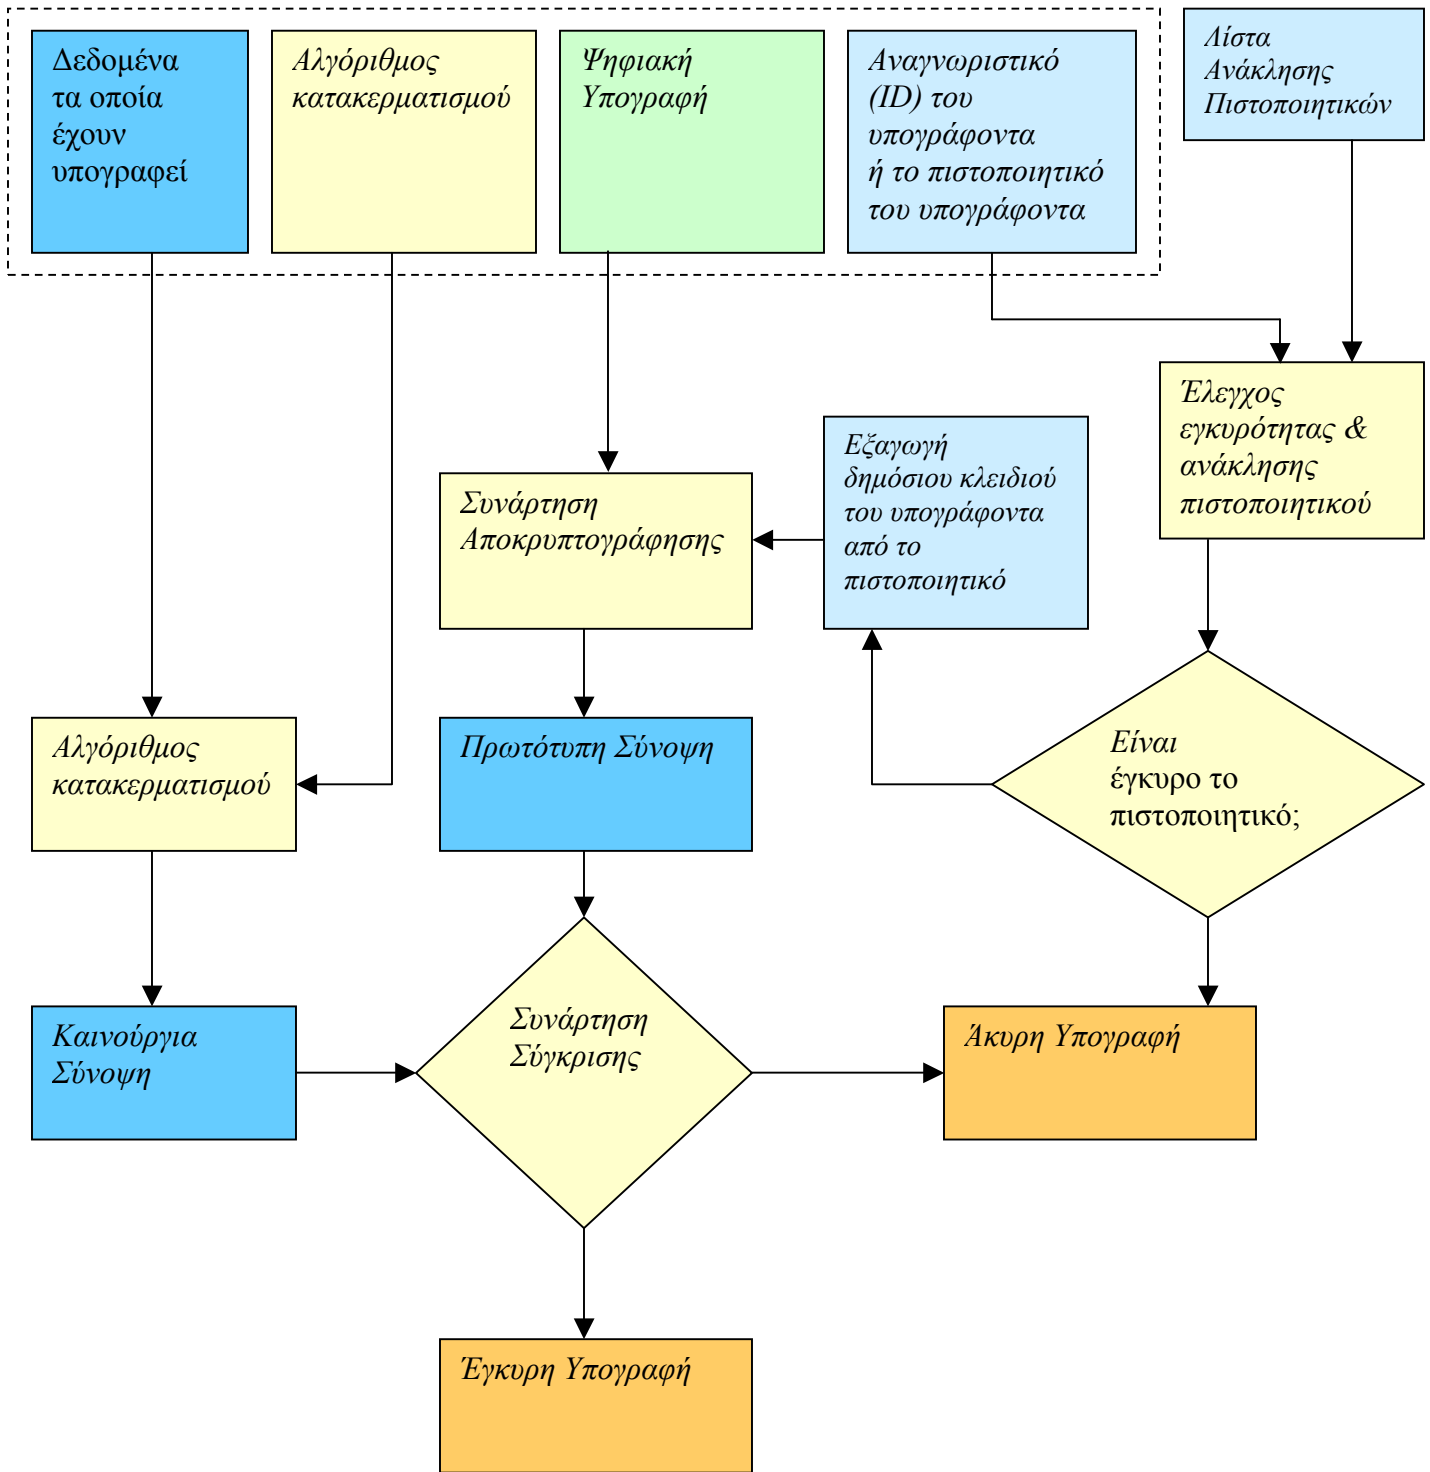 Δεδομένα
τα οποία
έχουν
υπογραφεί
Αλγόριθμος
κατακερματισμού
Ψηφιακή
Υπογραφή
Αναγνωριστικό
(ID) του
υπογράφοντα
ή το πιστοποιητικό
του υπογράφοντα
Λίστα
Ανάκλησης
Πιστοποιητικών
Έλεγχος
εγκυρότητας &
ανάκλησης
πιστοποιητικού
Εξαγωγή
δημόσιου κλειδιού
του υπογράφοντα
από το
πιστοποιητικό
Συνάρτηση
Αποκρυπτογράφησης
Αλγόριθμος
κατακερματισμού
Πρωτότυπη Σύνοψη
Είναι
έγκυρο το
πιστοποιητικό;
Καινούργια
Σύνοψη
Συνάρτηση
Σύγκρισης
Άκυρη Υπογραφή
Έγκυρη Υπογραφή